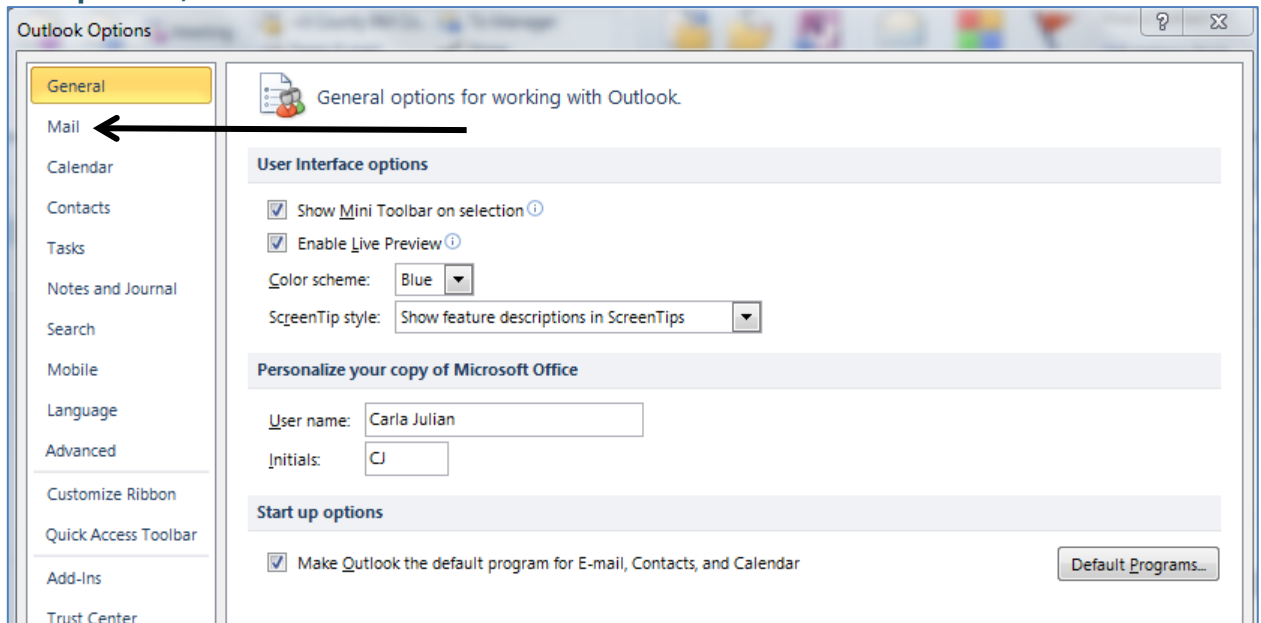 Outlook Options
General
Mail
Calendar
Contacts
Tasks
Notes and Journal
Search
Mobile
Language
Advanced
Customize Ribbon
Quick Access Toolbar
Add-Ins
Trust Center
General options for working with Outlook.
User Interface options
Show Mini Toolbar on selection
Enable Live Preview
Color scheme: Blue
ScreenTip style: Show feature descriptions in ScreenTips
Personalize your copy of Microsoft Office
User name: Carla Julian
Initials: CJ
Start up options
Make Outlook the default program for E-mail, Contacts, and Calendar
Default Programs...